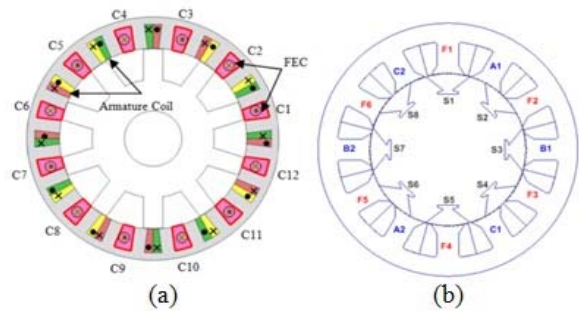 C4
C3
C5
C2
FEC
C6
Armature Coil
C1
C7
C12
C8
C11
C9
C10
(a)
F1
C2
A1
F6
F2
S1
S8
S2
B2
S7
S3
B1
S6
S4
F5
S5
F3
A2
C1
F4
(b)